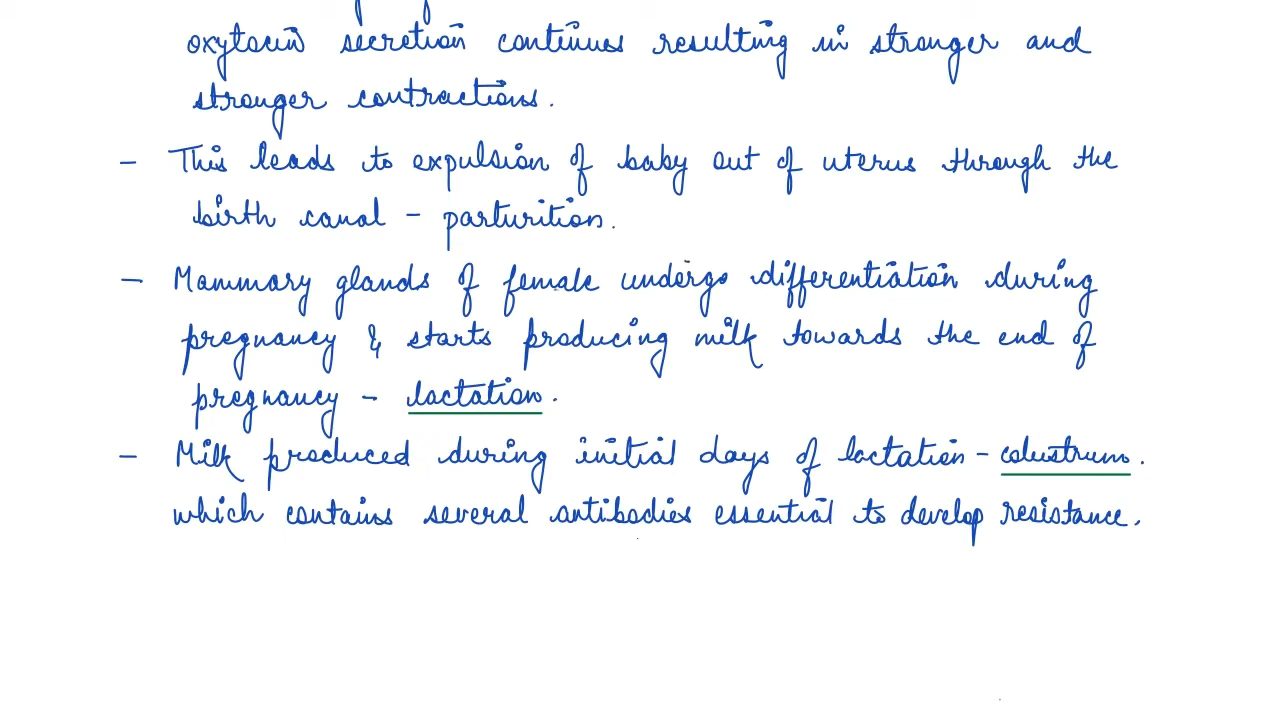 oxytocin secretion continues resulting in stronger and
stronger contractions.
- This leads to expulsion of baby out of uterus through the
birth canal - parturition.
- Mammary glands of female undergo differentiation during
pregnancy & starts producing milk towards the end of
pregnancy - lactation.
- Milk produced during initial days of lactation - colustrum.
which contains several antibodies essential to develop resistance.